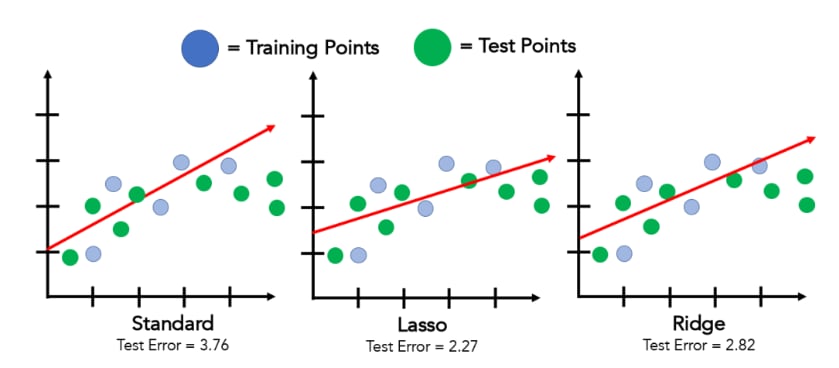 = Training Points = Test Points
Standard Lasso Ridge
Test Error = 3.76 Test Error = 2.27 Test Error = 2.82